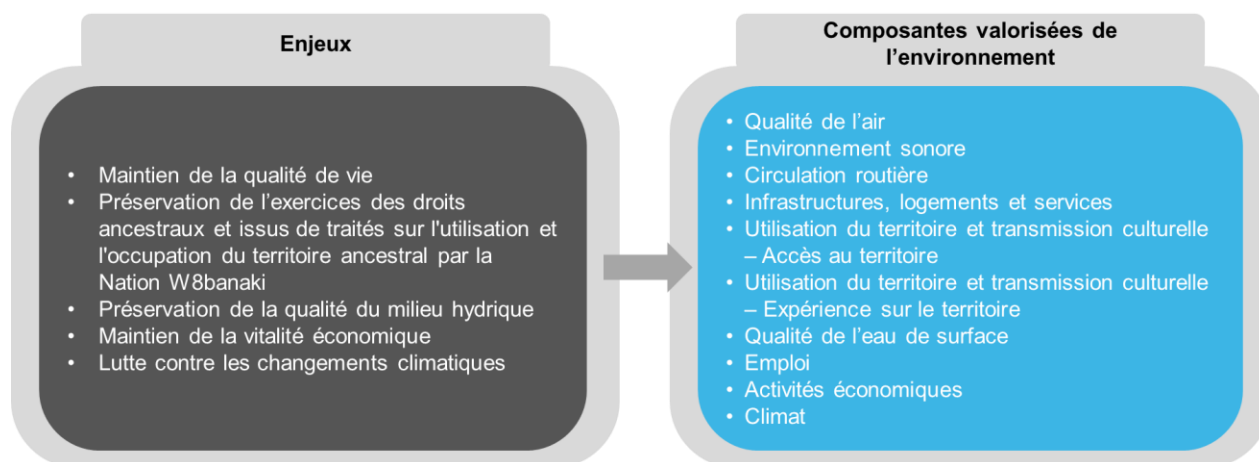 Enjeux
• Maintien de la qualité de vie
• Préservation de l'exercices des droits
ancestraux et issus de traités sur l'utilisation et
l'occupation du territoire ancestral par la
Nation W8banaki
• Préservation de la qualité du milieu hydrique
• Maintien de la vitalité économique
• Lutte contre les changements climatiques
Composantes valorisées de
l'environnement
• Qualité de l'air
• Environnement sonore
• Circulation routière
• Infrastructures, logements et services
• Utilisation du territoire et transmission culturelle
– Accès au territoire
• Utilisation du territoire et transmission culturelle
– Expérience sur le territoire
• Qualité de l'eau de surface
• Emploi
• Activités économiques
• Climat